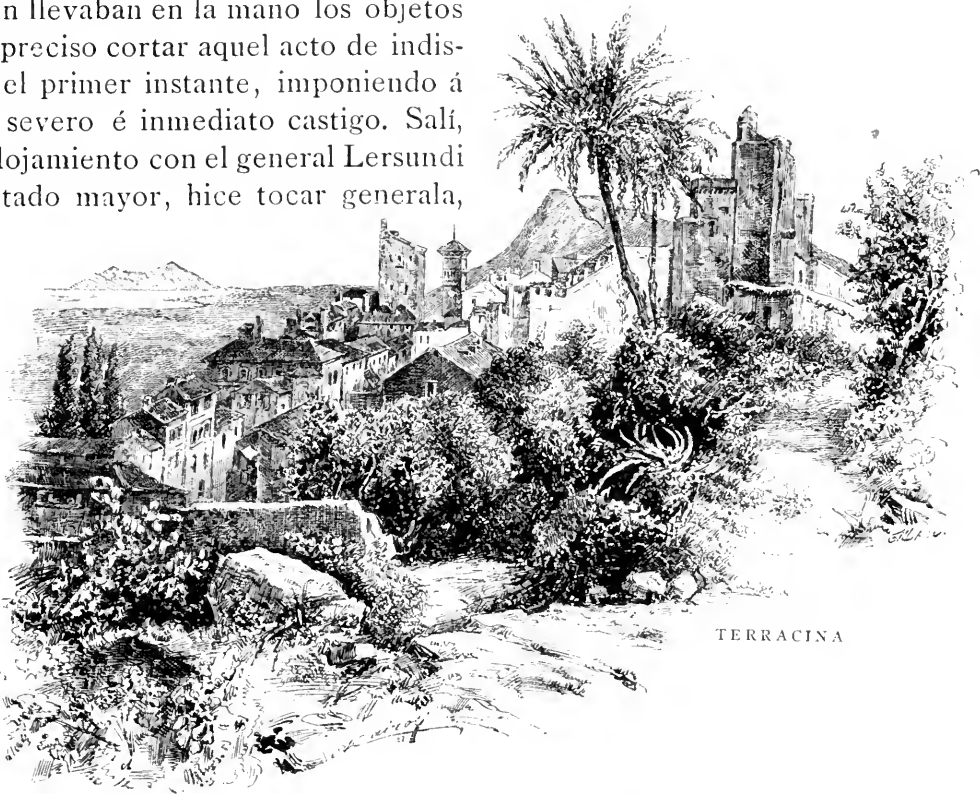 n llevaban en la mano los objetos
preciso cortar aquel acto de indis-
el primer instante, imponiendo á
severo é inmediato castigo. Salí,
lojamiento con el general Lersundi
tado mayor, hice tocar generala,
TERRACINA